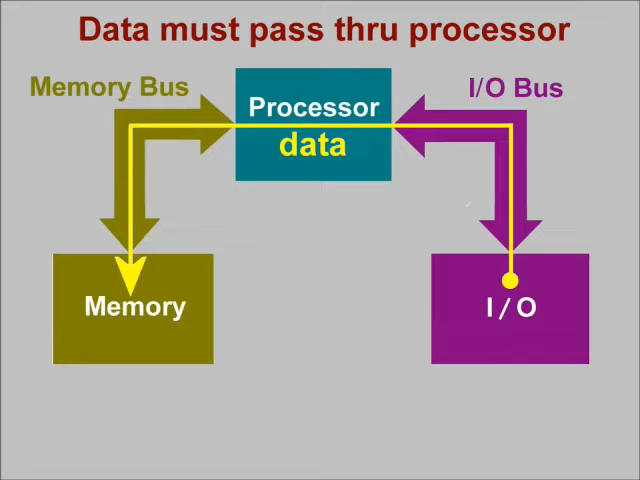 Data must pass thru processor
Memory Bus
I/O Bus
Processor
data
Memory
I/O